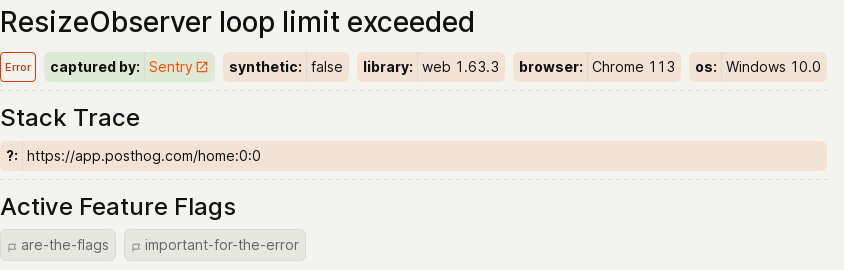 ResizeObserver loop limit exceeded
Error captured by: Sentry synthetic: false library: web 1.63.3 browser: Chrome 113 os: Windows 10.0
Stack Trace
?: https://app.posthog.com/home:0:0
Active Feature Flags
are-the-flags important-for-the-error